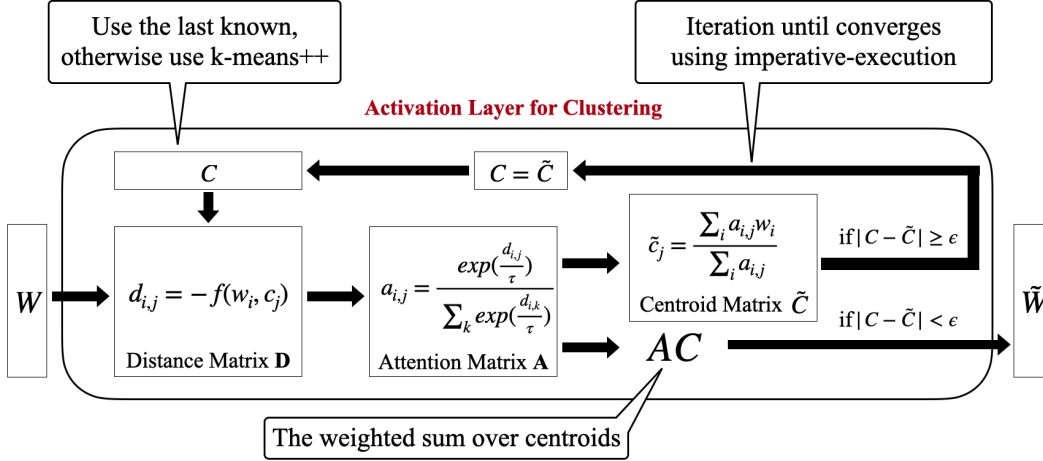 Use the last known,
otherwise use k-means++
Iteration until converges
using imperative-execution
Activation Layer for Clustering
C
C = C̃
W
d_{i,j} = −f(w_i, c_j)
Distance Matrix D
a_{i,j} = exp(d_{i,j}/τ) / ∑_k exp(d_{i,k}/τ)
Attention Matrix A
c̃_j = ∑_i a_{i,j} w_i / ∑_i a_{i,j}
Centroid Matrix C̃
if|C − C̃| ≥ ϵ
if|C − C̃| < ϵ
AC
W̃
The weighted sum over centroids